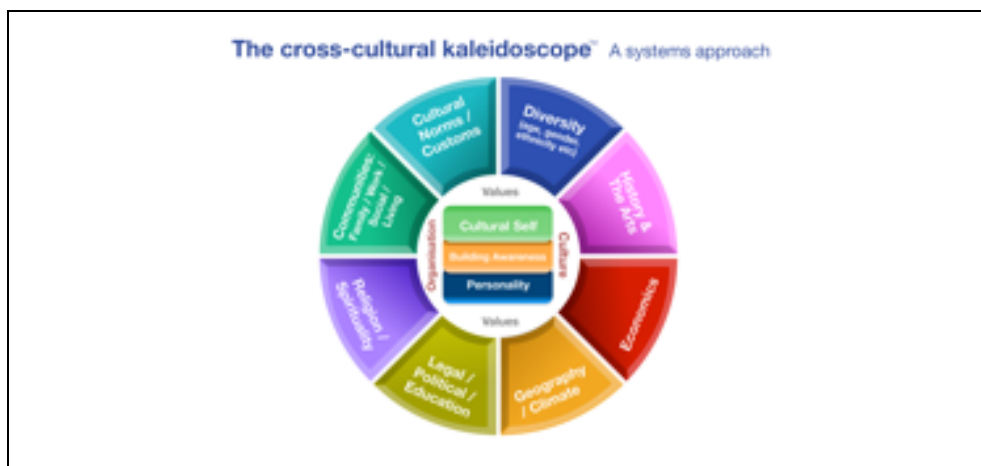 The cross-cultural kaleidoscope™ A systems approach
Cultural
Norms /
Customs
Diversity
(age, gender,
ethnicity etc)
History &
The Arts
Economics
Geography
/ Climate
Legal /
Political /
Education
Religion /
Spirituality
Communities:
Family / Work /
Social /
Living
Values
Organisation
Cultural Self
Building Awareness
Personality
Culture
Values